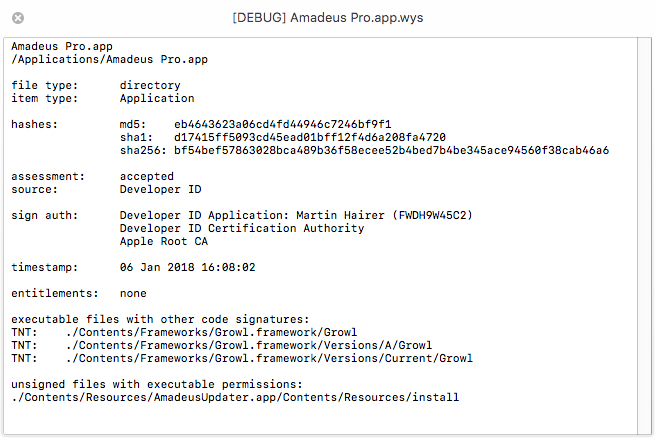 [DEBUG] Amadeus Pro.app.wys
Amadeus Pro.app
/Applications/Amadeus Pro.app
file type: directory
item type: Application
hashes: md5: eb4643623a06cd4fd44946c7246bf9f1
sha1: d17415ff5093cd45ead01bff12f4d6a208fa4720
sha256: bf54bef57863028bca489b36f58ecee52b4bed7b4be345ace94560f38cab46a6
assessment: accepted
source: Developer ID
sign auth: Developer ID Application: Martin Hairer (FWDH9W45C2)
Developer ID Certification Authority
Apple Root CA
timestamp: 06 Jan 2018 16:08:02
entitlements: none
executable files with other code signatures:
TNT: ./Contents/Frameworks/Growl.framework/Growl
TNT: ./Contents/Frameworks/Growl.framework/Versions/A/Growl
TNT: ./Contents/Frameworks/Growl.framework/Versions/Current/Growl
unsigned files with executable permissions:
./Contents/Resources/AmadeusUpdater.app/Contents/Resources/install